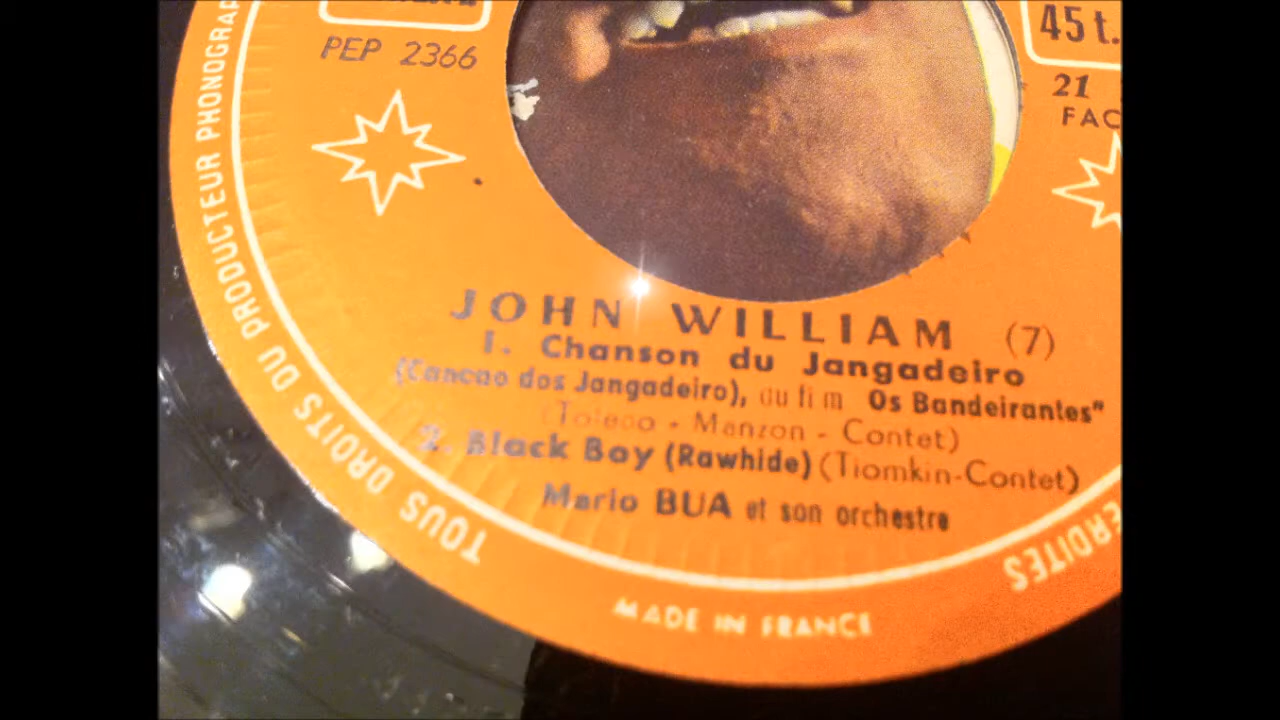 PEP 2366
45 t.
21
FAC
JOHN WILLIAM (7)
1. Chanson du Jangadeiro
(Cancao dos Jangadeiro), du film Os Bandeirantes"
(Toledo - Manzon - Contet)
2. Black Boy (Rawhide) (Tiomkin-Contet)
Mario BUA et son orchestre
TOUS DROITS DU PRODUCTEUR PHONOGRAP
ERDITES
MADE IN FRANCE